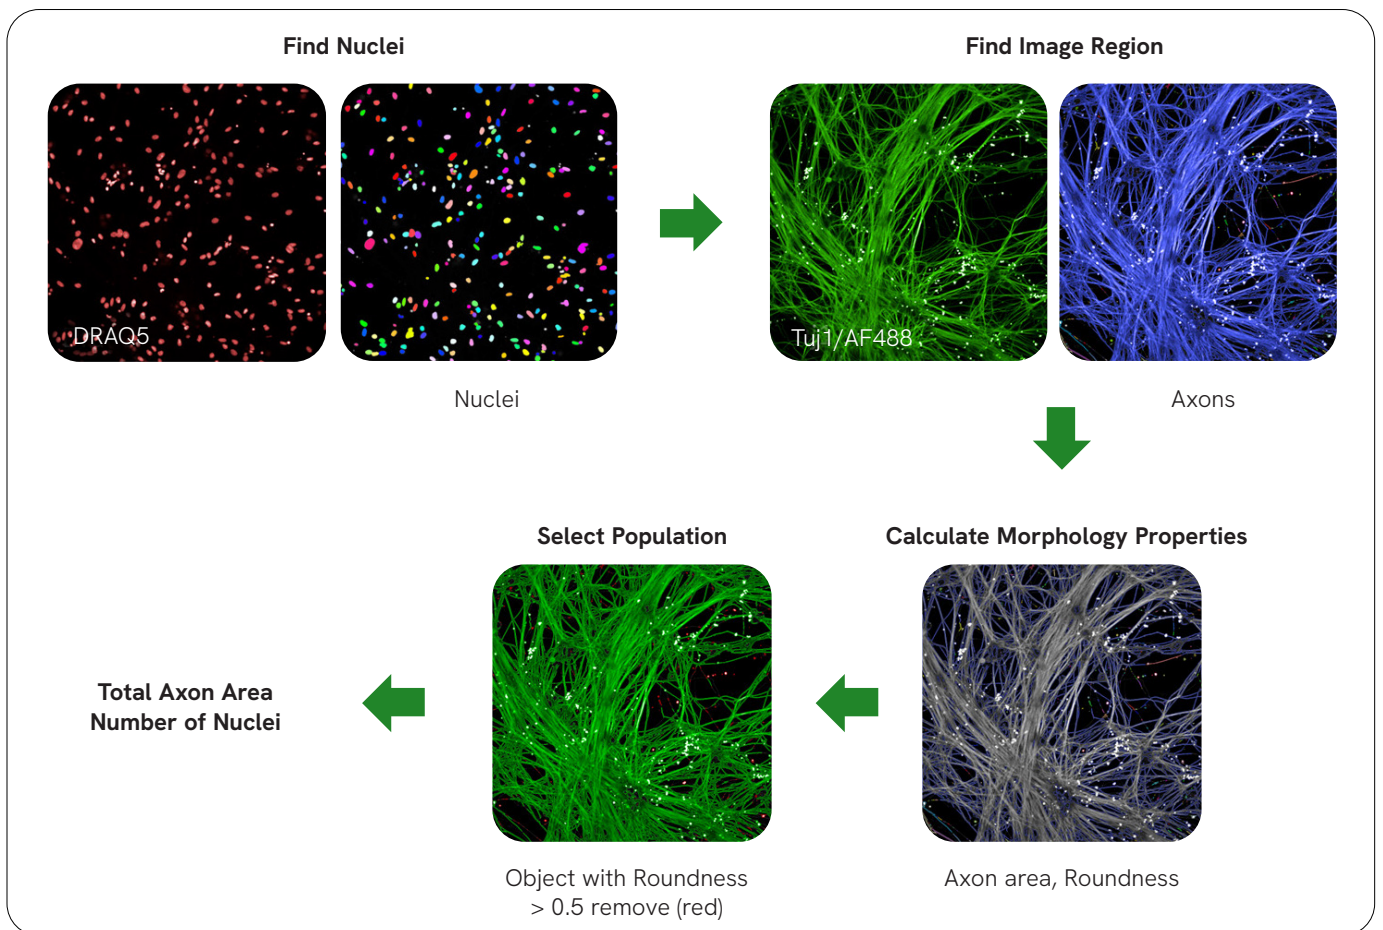 Find Nuclei
DRAQ5
Nuclei
Find Image Region
Tuj1/AF488
Axons
Calculate Morphology Properties
Axon area, Roundness
Select Population
Object with Roundness
> 0.5 remove (red)
Total Axon Area
Number of Nuclei